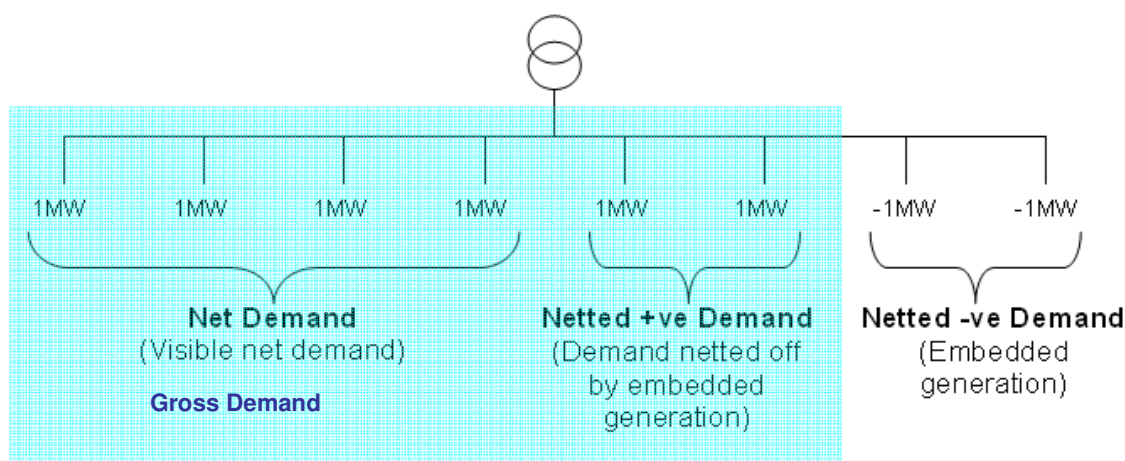 1MW 1MW 1MW 1MW 1MW 1MW -1MW -1MW
Net Demand
(Visible net demand)
Gross Demand
Netted +ve Demand
(Demand netted off
by embedded
generation)
Netted -ve Demand
(Embedded
generation)